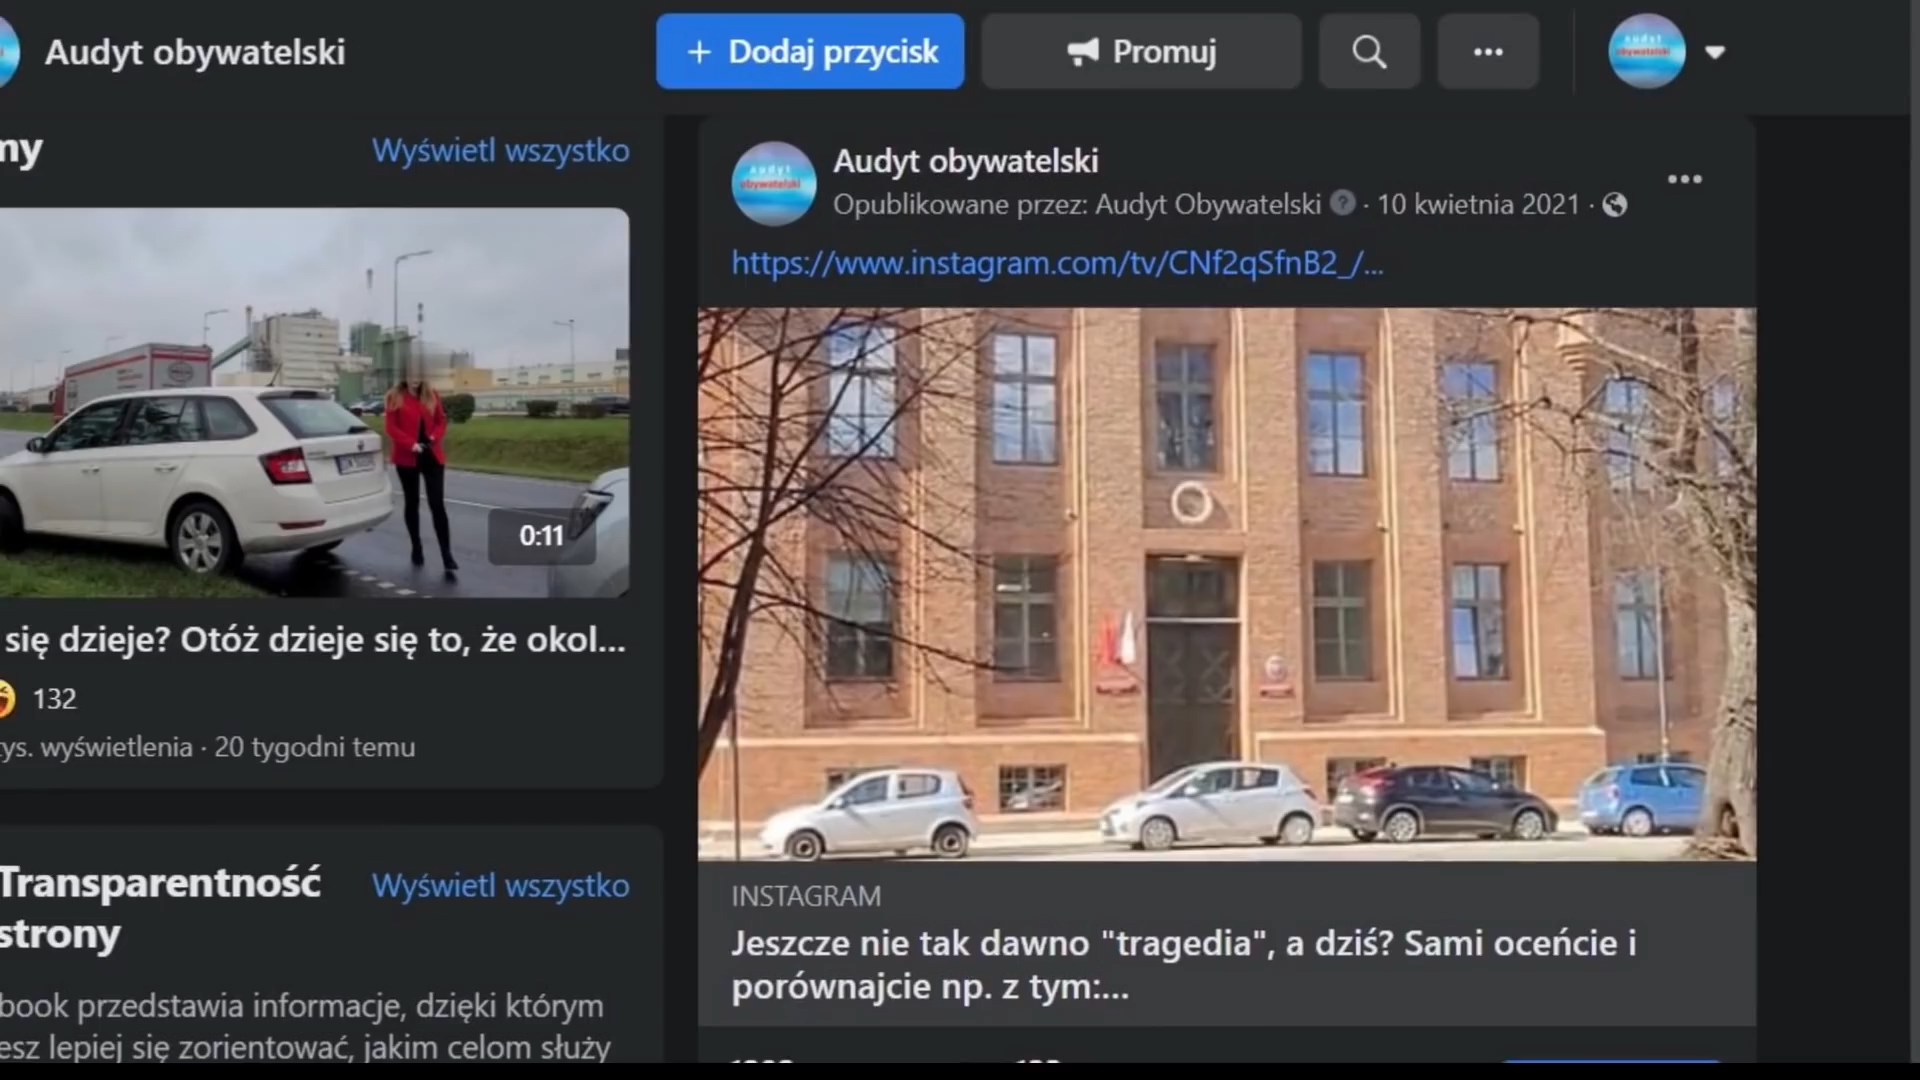 Audyt obywatelski
+ Dodaj przycisk
Promuj
my
Wyświetl wszystko
0:11
się dzieje? Otóż dzieje się to, że okol...
132
tys. wyświetlenia · 20 tygodni temu
Transparentność
strony
Wyświetl wszystko
book przedstawia informacje, dzięki którym
esz lepiej się zorientować, jakim celom służy
Audyt obywatelski
Opublikowane przez: Audyt Obywatelski · 10 kwietnia 2021 ·
https://www.instagram.com/tv/CNf2qSfnB2_/...
INSTAGRAM
Jeszcze nie tak dawno "tragedia", a dziś? Sami oceńcie i
porównajcie np. z tym:...